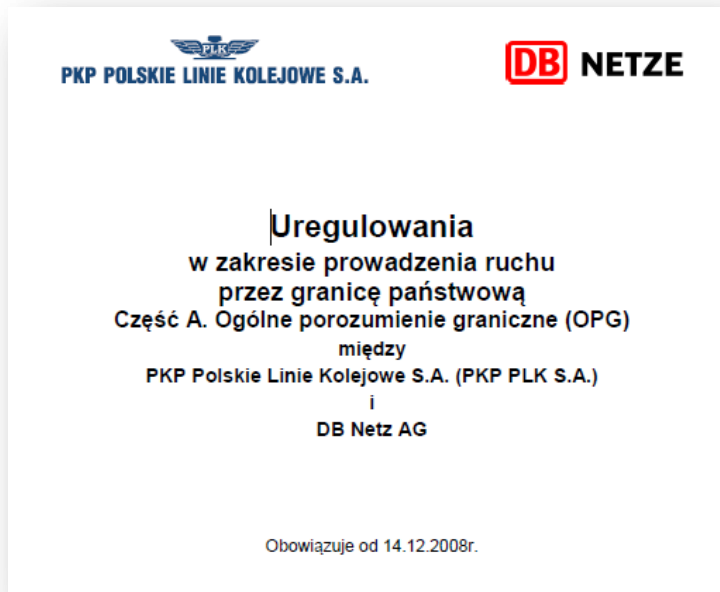 PLK
PKP POLSKIE LINIE KOLEJOWE S.A.
DB NETZE
Uregulowania
w zakresie prowadzenia ruchu
przez granicę państwową
Część A. Ogólne porozumienie graniczne (OPG)
między
PKP Polskie Linie Kolejowe S.A. (PKP PLK S.A.)
i
DB Netz AG
Obowiązuje od 14.12.2008r.